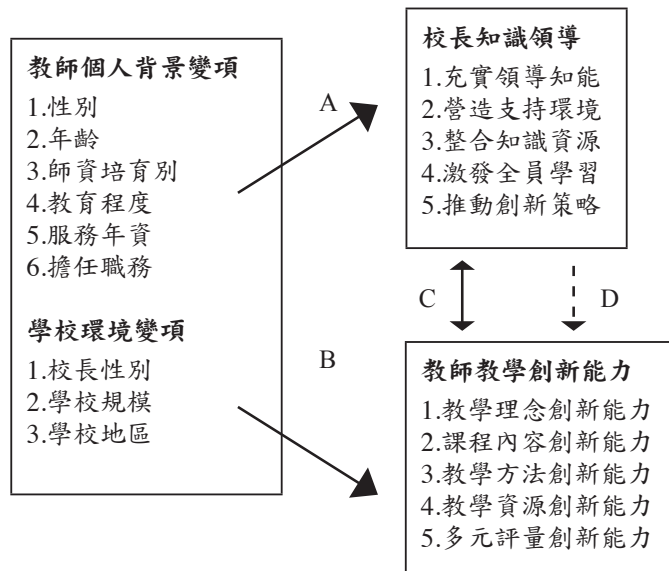 教師個人背景變項
1.性別
2.年齡
3.師資培育別
4.教育程度
5.服務年資
6.擔任職務
學校環境變項
1.校長性別
2.學校規模
3.學校地區
A
B
校長知識領導
1.充實領導知能
2.營造支持環境
3.整合知識資源
4.激發全員學習
5.推動創新策略
C
D
教師教學創新能力
1.教學理念創新能力
2.課程內容創新能力
3.教學方法創新能力
4.教學資源創新能力
5.多元評量創新能力